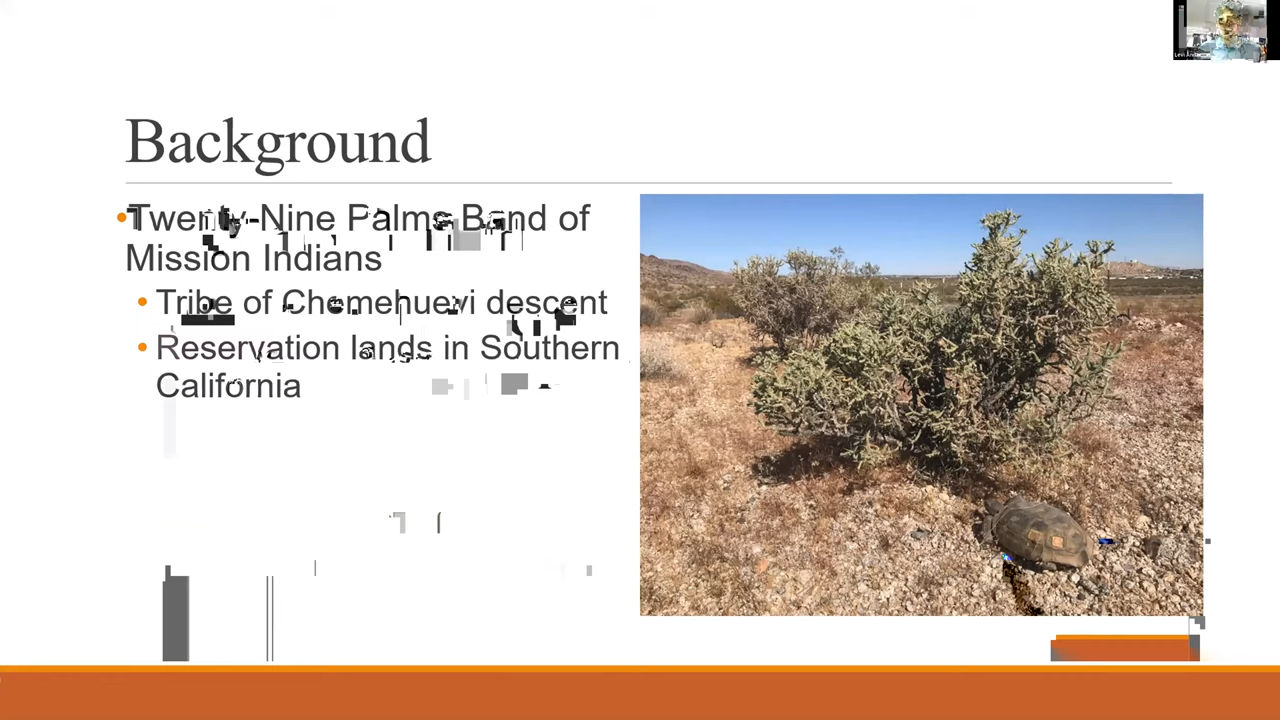 Background
•Twenty-Nine Palms Band of
Mission Indians
• Tribe of Chemehuevi descent
• Reservation lands in Southern
California